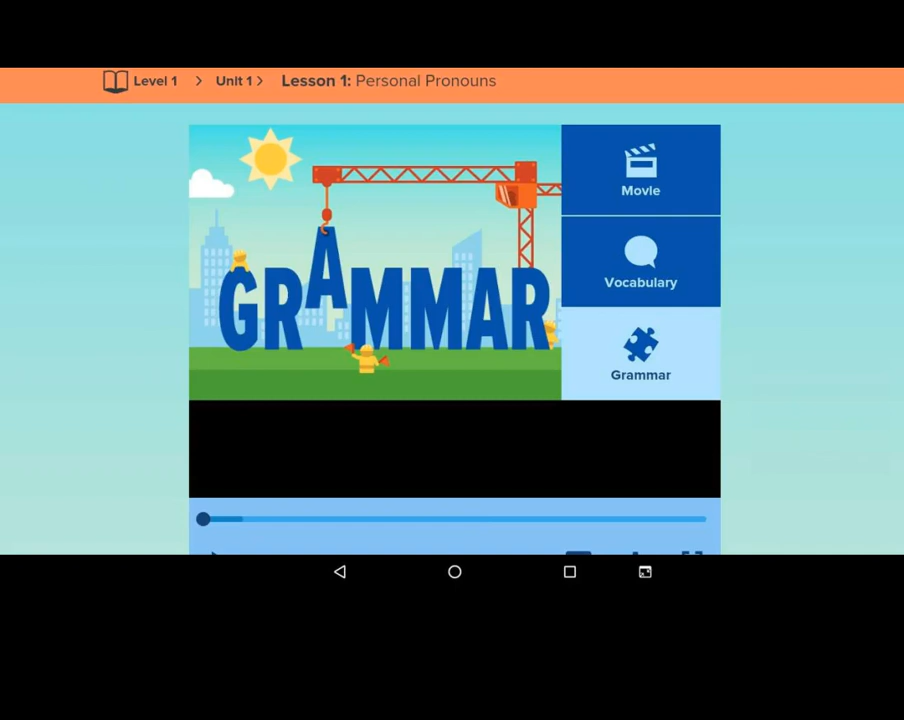 Level 1 > Unit 1 > Lesson 1: Personal Pronouns
GRAMMAR
Movie
Vocabulary
Grammar